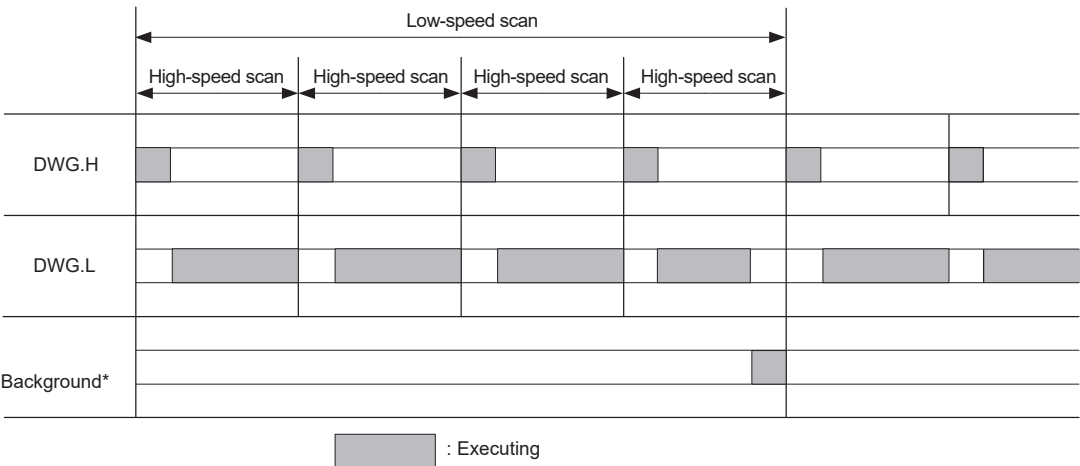 Low-speed scan
High-speed scan High-speed scan High-speed scan High-speed scan
DWG.H
DWG.L
Background*
: Executing